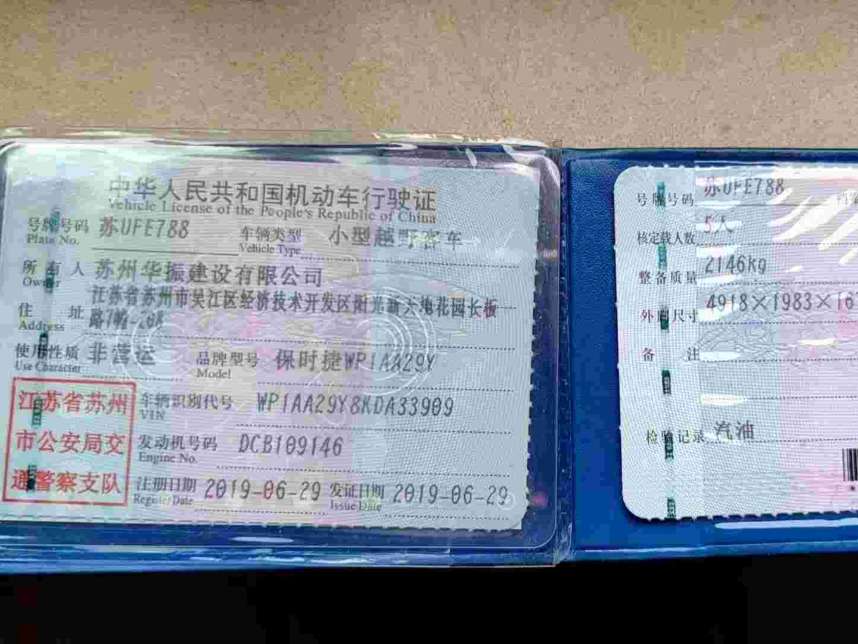 中华人民共和国机动车行驶证
Vehicle License of the People's Republic of China
号牌号码 苏UFE788 车辆类型 小型越野客车
Plate No. Vehicle Type
所有人 苏州华振建设有限公司
Owner
住址 江苏省苏州市吴江区经济技术开发区阳光新天地花园长板
Address
使用性质 非营运 品牌型号 保时捷WP1AA29Y
Use Character Model
江苏省苏州
市公安局交
通警察支队
车辆识别代号 WP1AA29Y8KDA33909
VIN
发动机号码 DCB109146
Engine No.
注册日期 2019-06-29 发证日期 2019-06-29
Register Date Issue Date
号牌号码 苏UFE788
核定载人数 5人
整备质量 2146kg
外廓尺寸 4918×1983×16
备注
检验记录 汽油